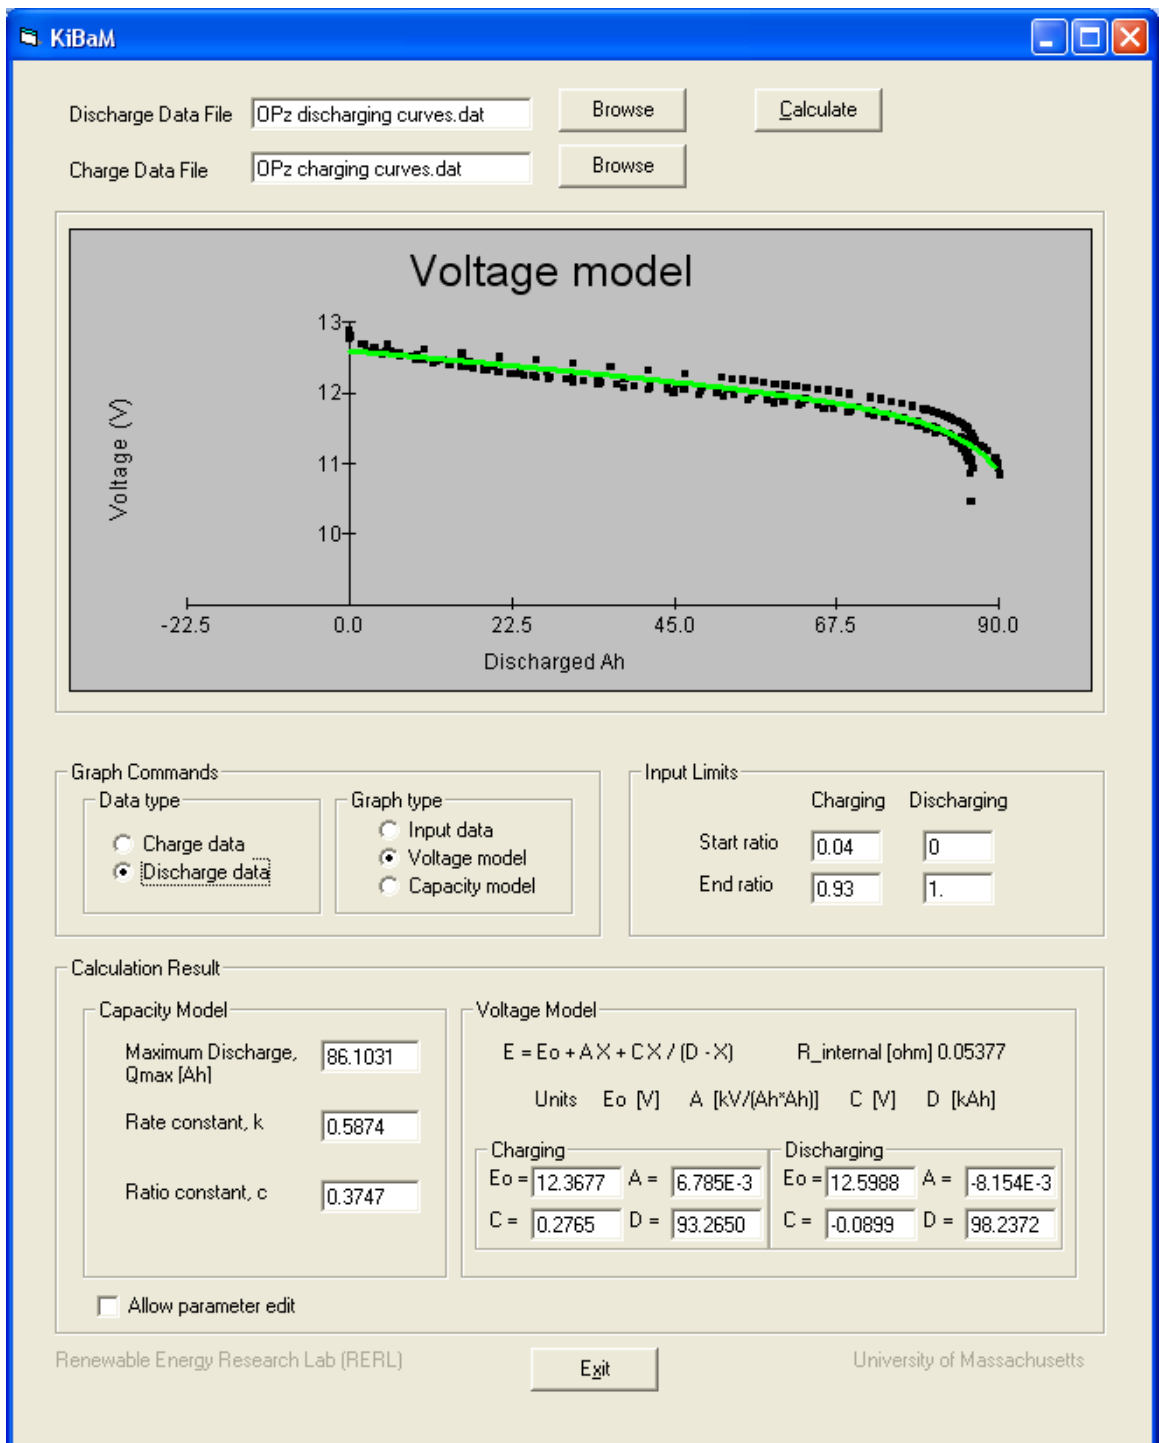 KiBaM
Discharge Data File OPz discharging curves.dat Browse Calculate
Charge Data File OPz charging curves.dat Browse
Voltage model
13
12
11
10
Voltage (V)
-22.5 0.0 22.5 45.0 67.5 90.0
Discharged Ah
Graph Commands
Data type
Charge data
Discharge data
Graph type
Input data
Voltage model
Capacity model
Input Limits
Charging Discharging
Start ratio 0.04 0
End ratio 0.93 1.
Calculation Result
Capacity Model
Maximum Discharge,
Qmax [Ah] 86.1031
Rate constant, k 0.5874
Ratio constant, c 0.3747
Voltage Model
E = Eo + A X + C X / (D - X) R_internal [ohm] 0.05377
Units Eo [V] A [kV/(Ah*Ah)] C [V] D [kAh]
Charging
Eo = 12.3677 A = 6.785E-3
C = 0.2765 D = 93.2650
Discharging
Eo = 12.5988 A = -8.154E-3
C = -0.0899 D = 98.2372
Allow parameter edit
Renewable Energy Research Lab (RERL) Exit University of Massachusetts